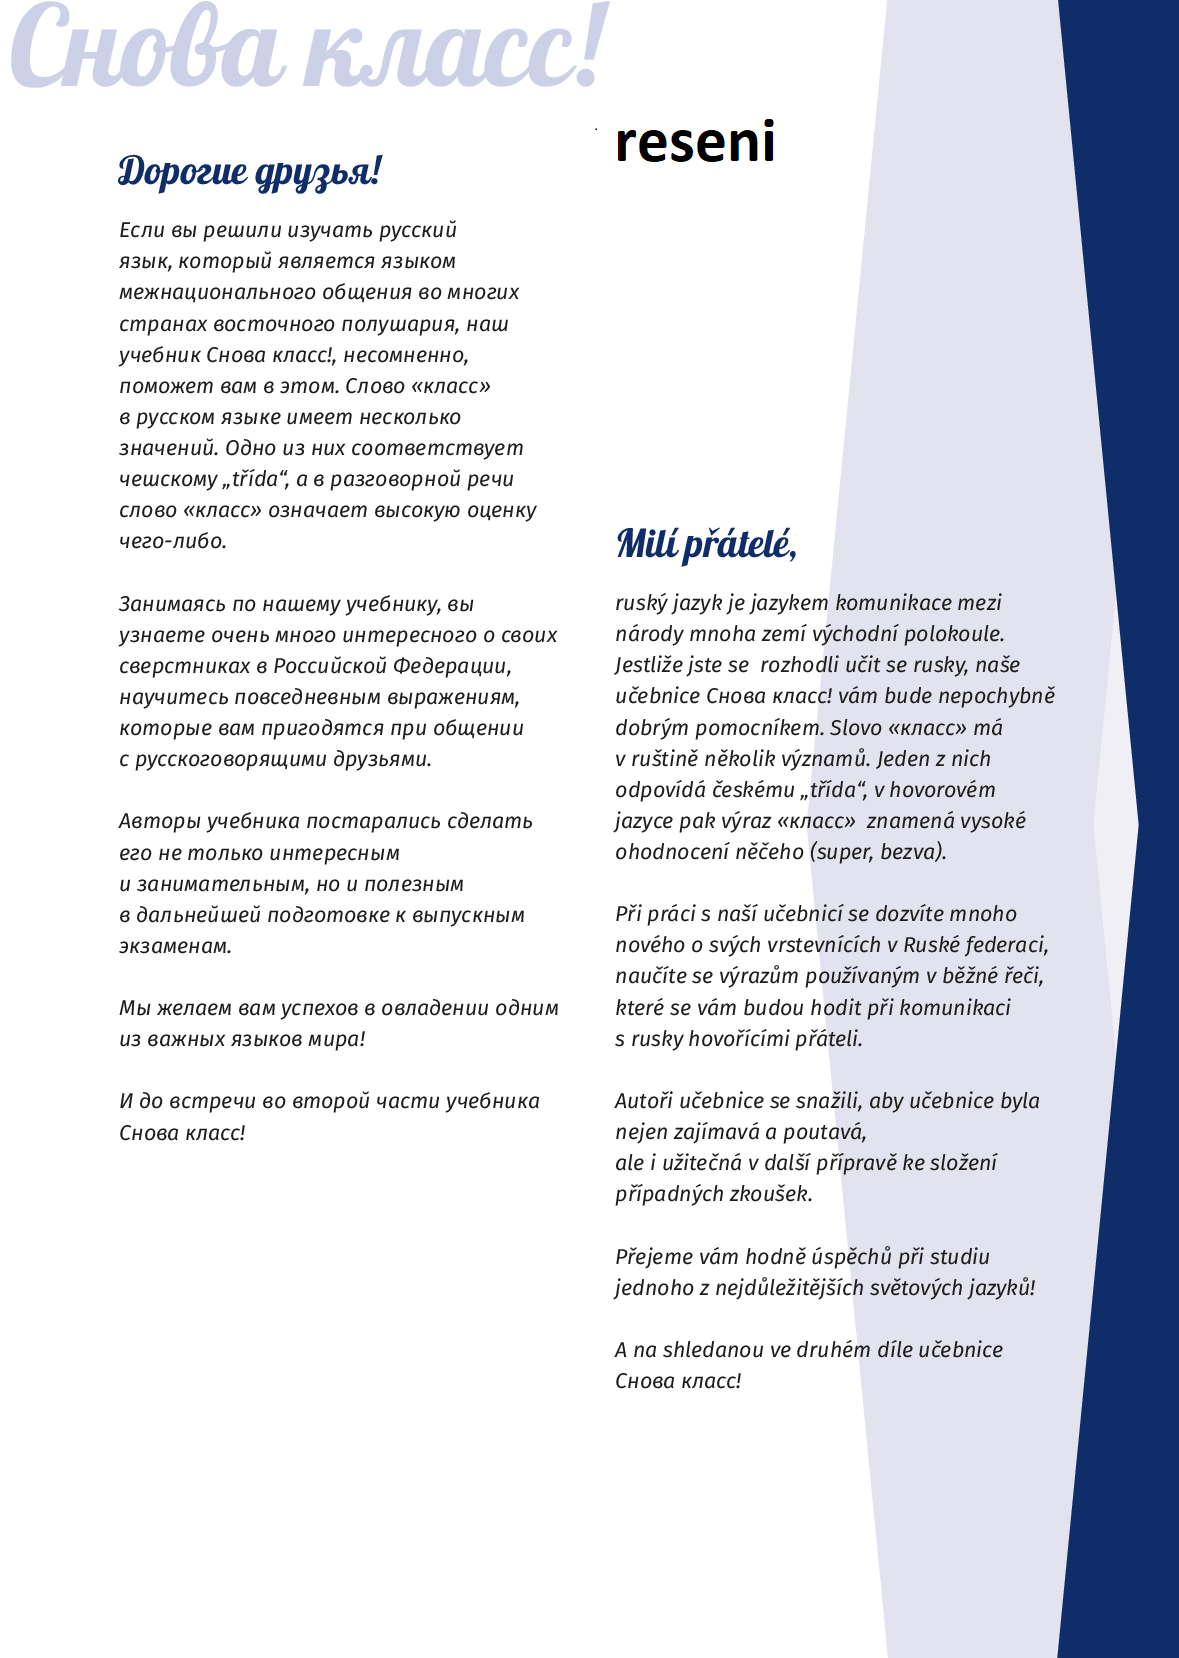 Снова класс!
Дорогие друзья!
Если вы решили изучать русский
язык, который является языком
межнационального общения во многих
странах восточного полушария, наш
учебник Снова класс!, несомненно,
поможет вам в этом. Слово «класс»
в русском языке имеет несколько
значений. Одно из них соответствует
чешскому „třída“, а в разговорной речи
слово «класс» означает высокую оценку
чего-либо.
Занимаясь по нашему учебнику, вы
узнаете очень много интересного о своих
сверстниках в Российской Федерации,
научитесь повседневным выражениям,
которые вам пригодятся при общении
с русскоговорящими друзьями.
Авторы учебника постарались сделать
его не только интересным
и занимательным, но и полезным
в дальнейшей подготовке к выпускным
экзаменам.
Мы желаем вам успехов в овладении одним
из важных языков мира!
И до встречи во второй части учебника
Снова класс!
reseni
Milí přátelé,
ruský jazyk je jazykem komunikace mezi
národy mnoha zemí východní polokoule.
Jestliže jste se rozhodli učit se rusky, naše
učebnice Снова класс! vám bude nepochybně
dobrým pomocníkem. Slovo «класс» má
v ruštině několik významů. Jeden z nich
odpovídá českému „třída“, v hovorovém
jazyce pak výraz «класс» znamená vysoké
ohodnocení něčeho (super, bezva).
Při práci s naší učebnicí se dozvíte mnoho
nového o svých vrstevnících v Ruské federaci,
naučíte se výrazům používaným v běžné řeči,
které se vám budou hodit při komunikaci
s rusky hovořícími přáteli.
Autoři učebnice se snažili, aby učebnice byla
nejen zajímavá a poutavá,
ale i užitečná v další přípravě ke složení
případných zkoušek.
Přejeme vám hodně úspěchů při studiu
jednoho z nejdůležitějších světových jazyků!
A na shledanou ve druhém díle učebnice
Снова класс!